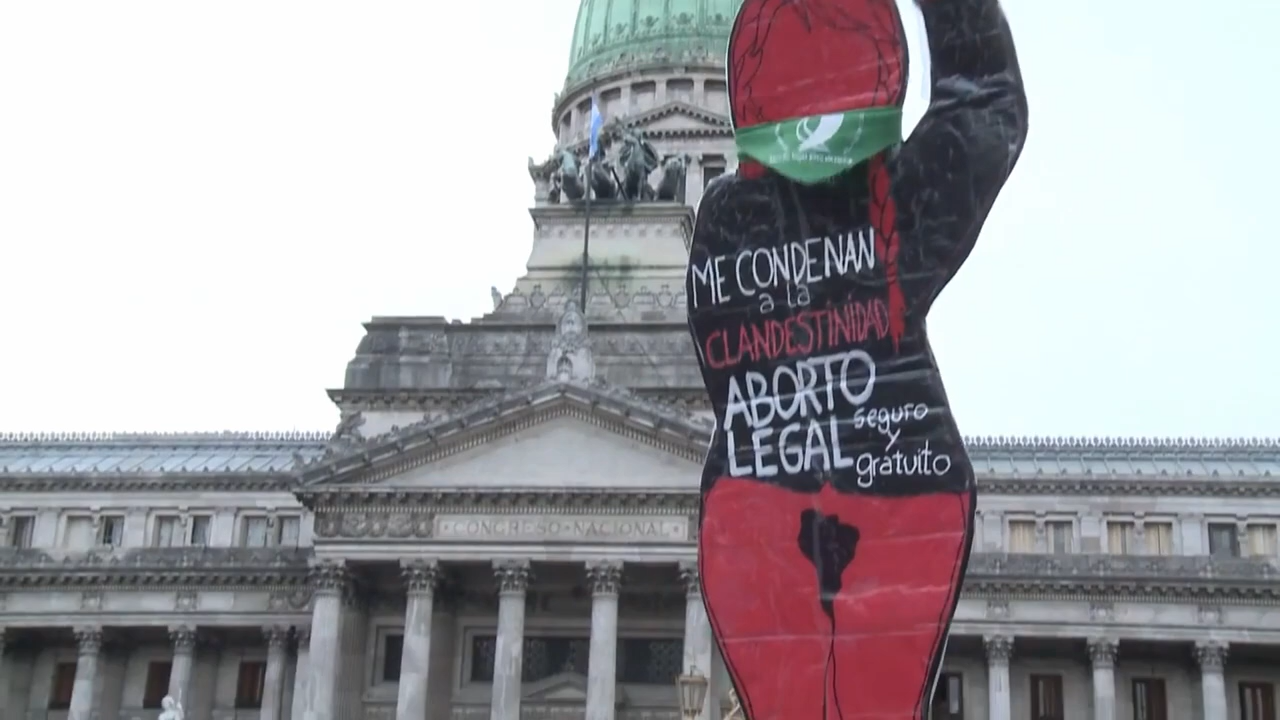 ME CONDENAN
a la
CLANDESTINIDAD
ABORTO
LEGAL
seguro
y
gratuito
CONGRESO NACIONAL